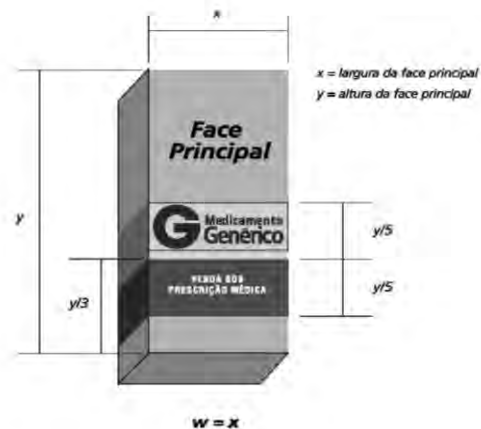 x
x = largura da face principal
y = altura da face principal
Face
Principal
G Medicamento
Genérico
y
y/5
VENDA SOB
PRESCRIÇÃO MÉDICA
y/5
y/3
w = x